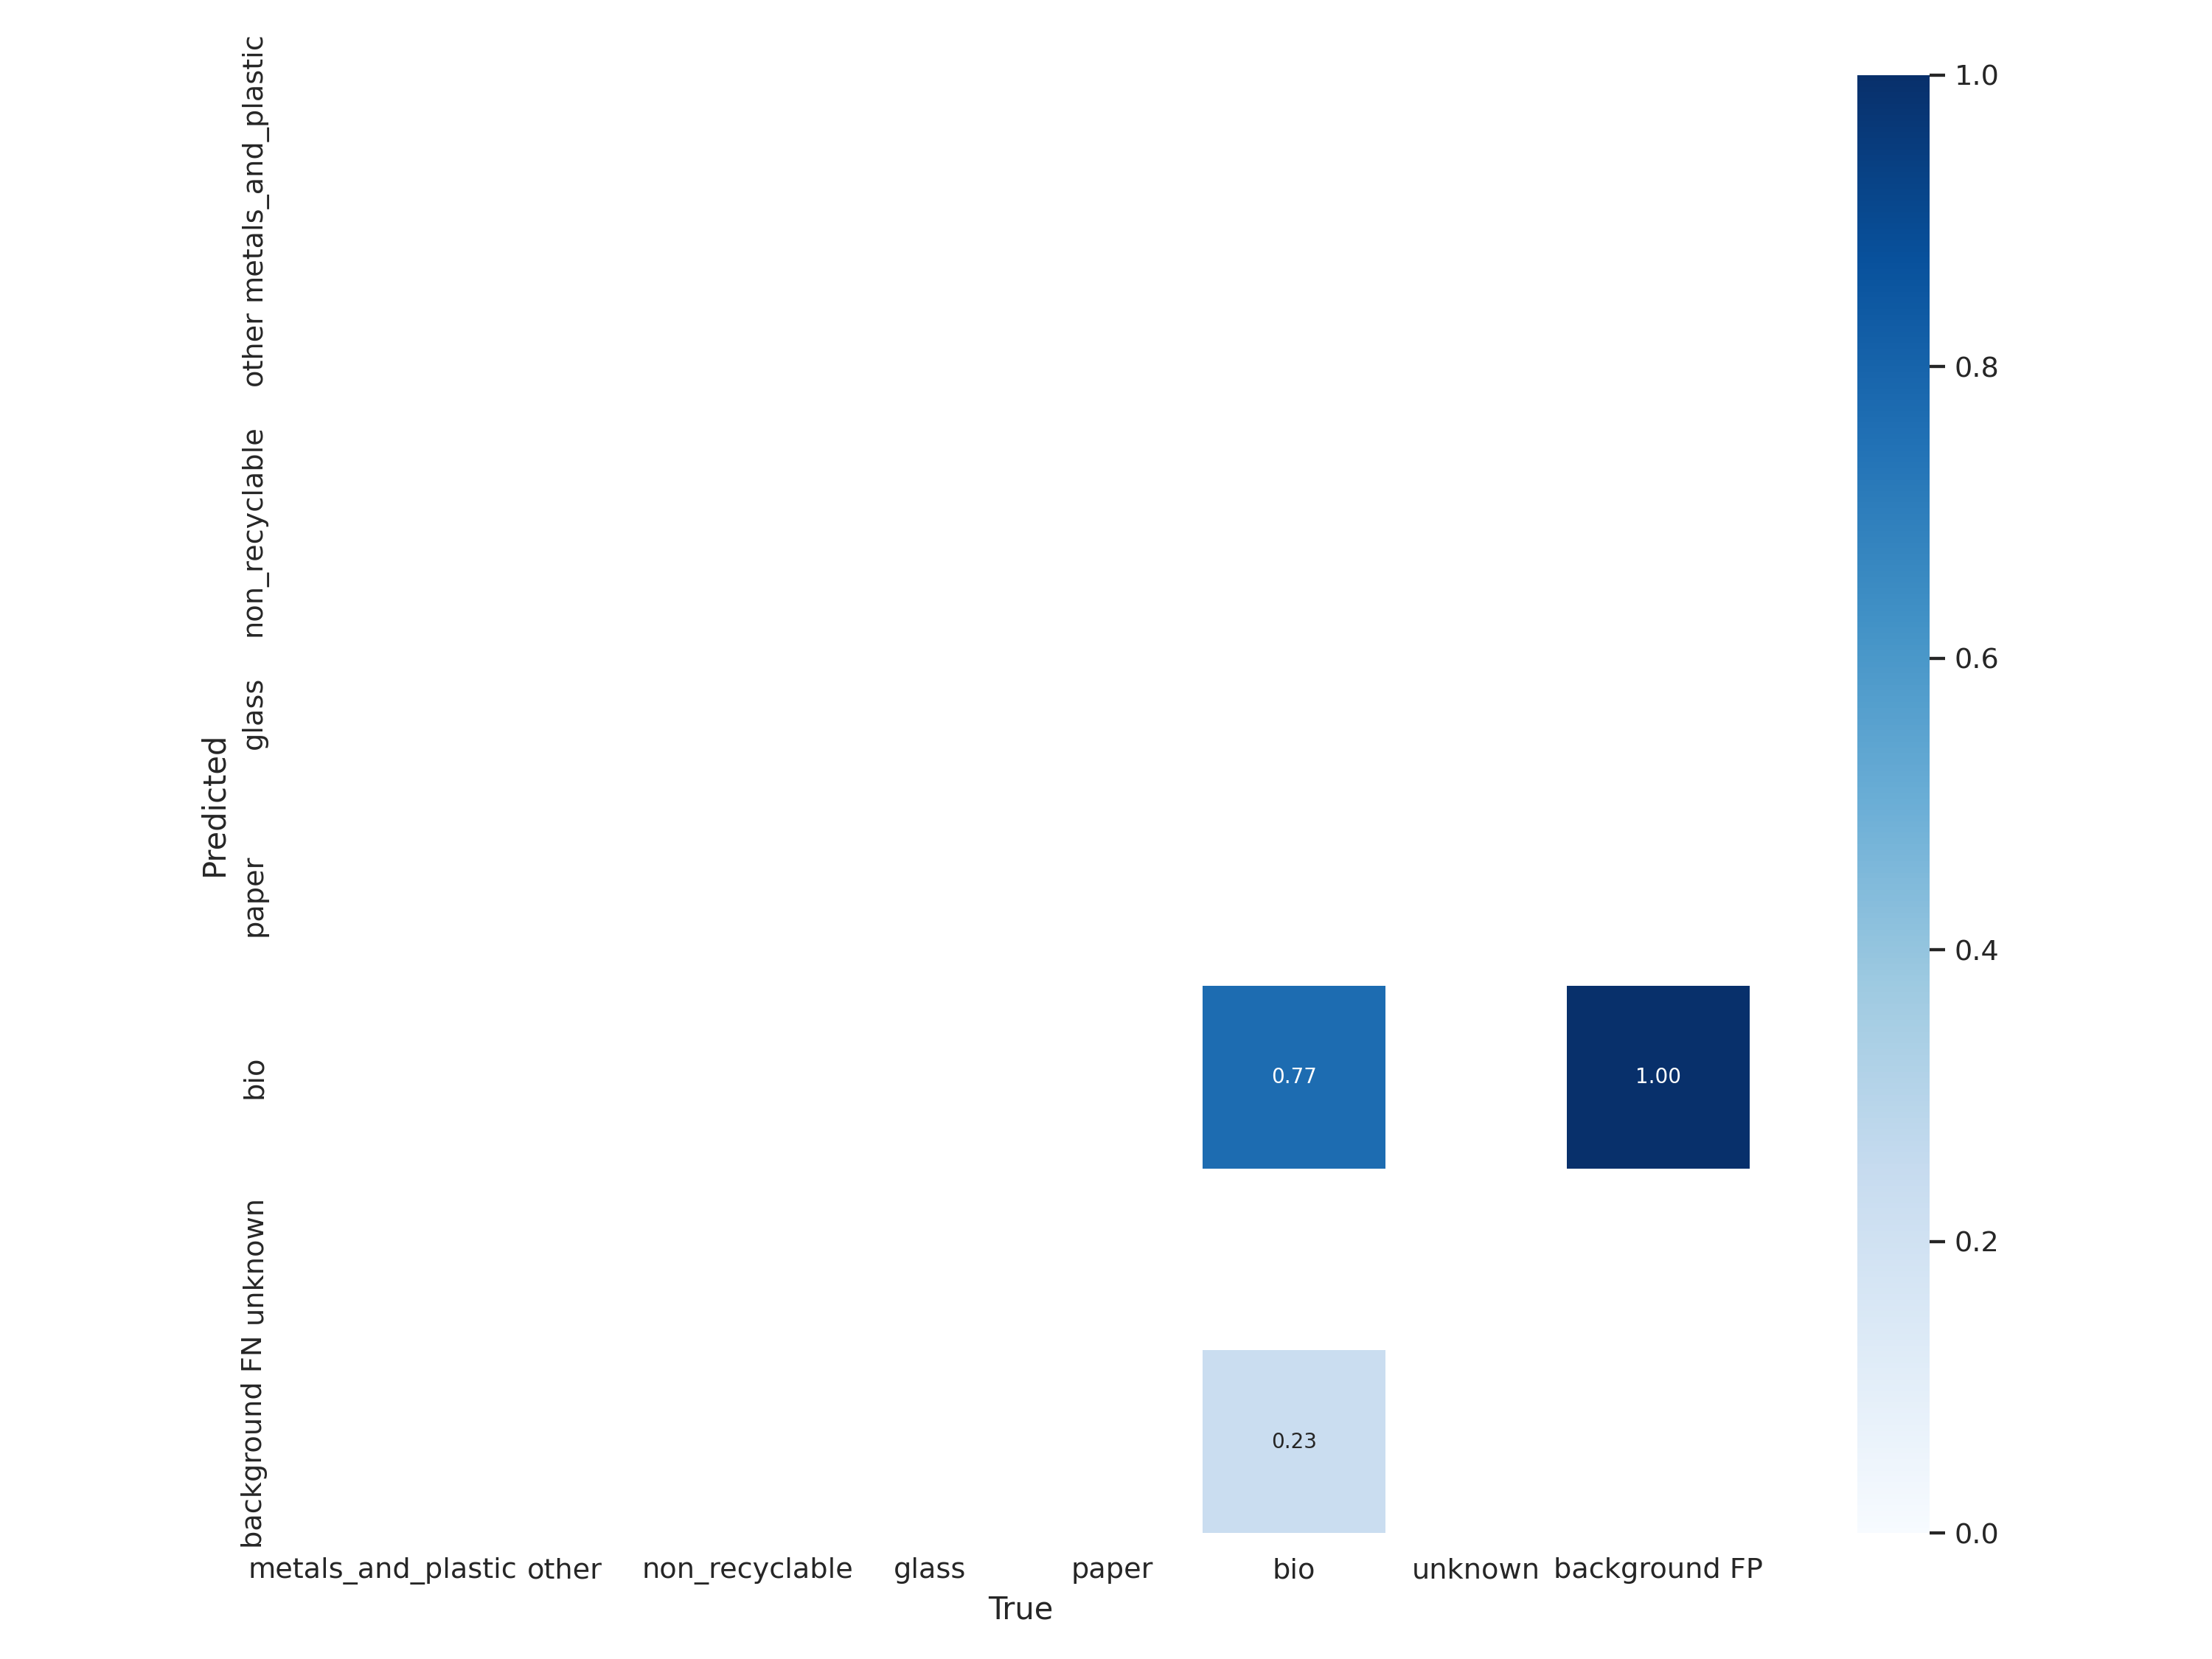 metals_and_plastic
other
non_recyclable
glass
paper
bio
unknown
background FN
Predicted
0.77
1.00
0.23
metals_and_plastic other non_recyclable glass paper bio unknown background FP
True
1.0
0.8
0.6
0.4
0.2
0.0